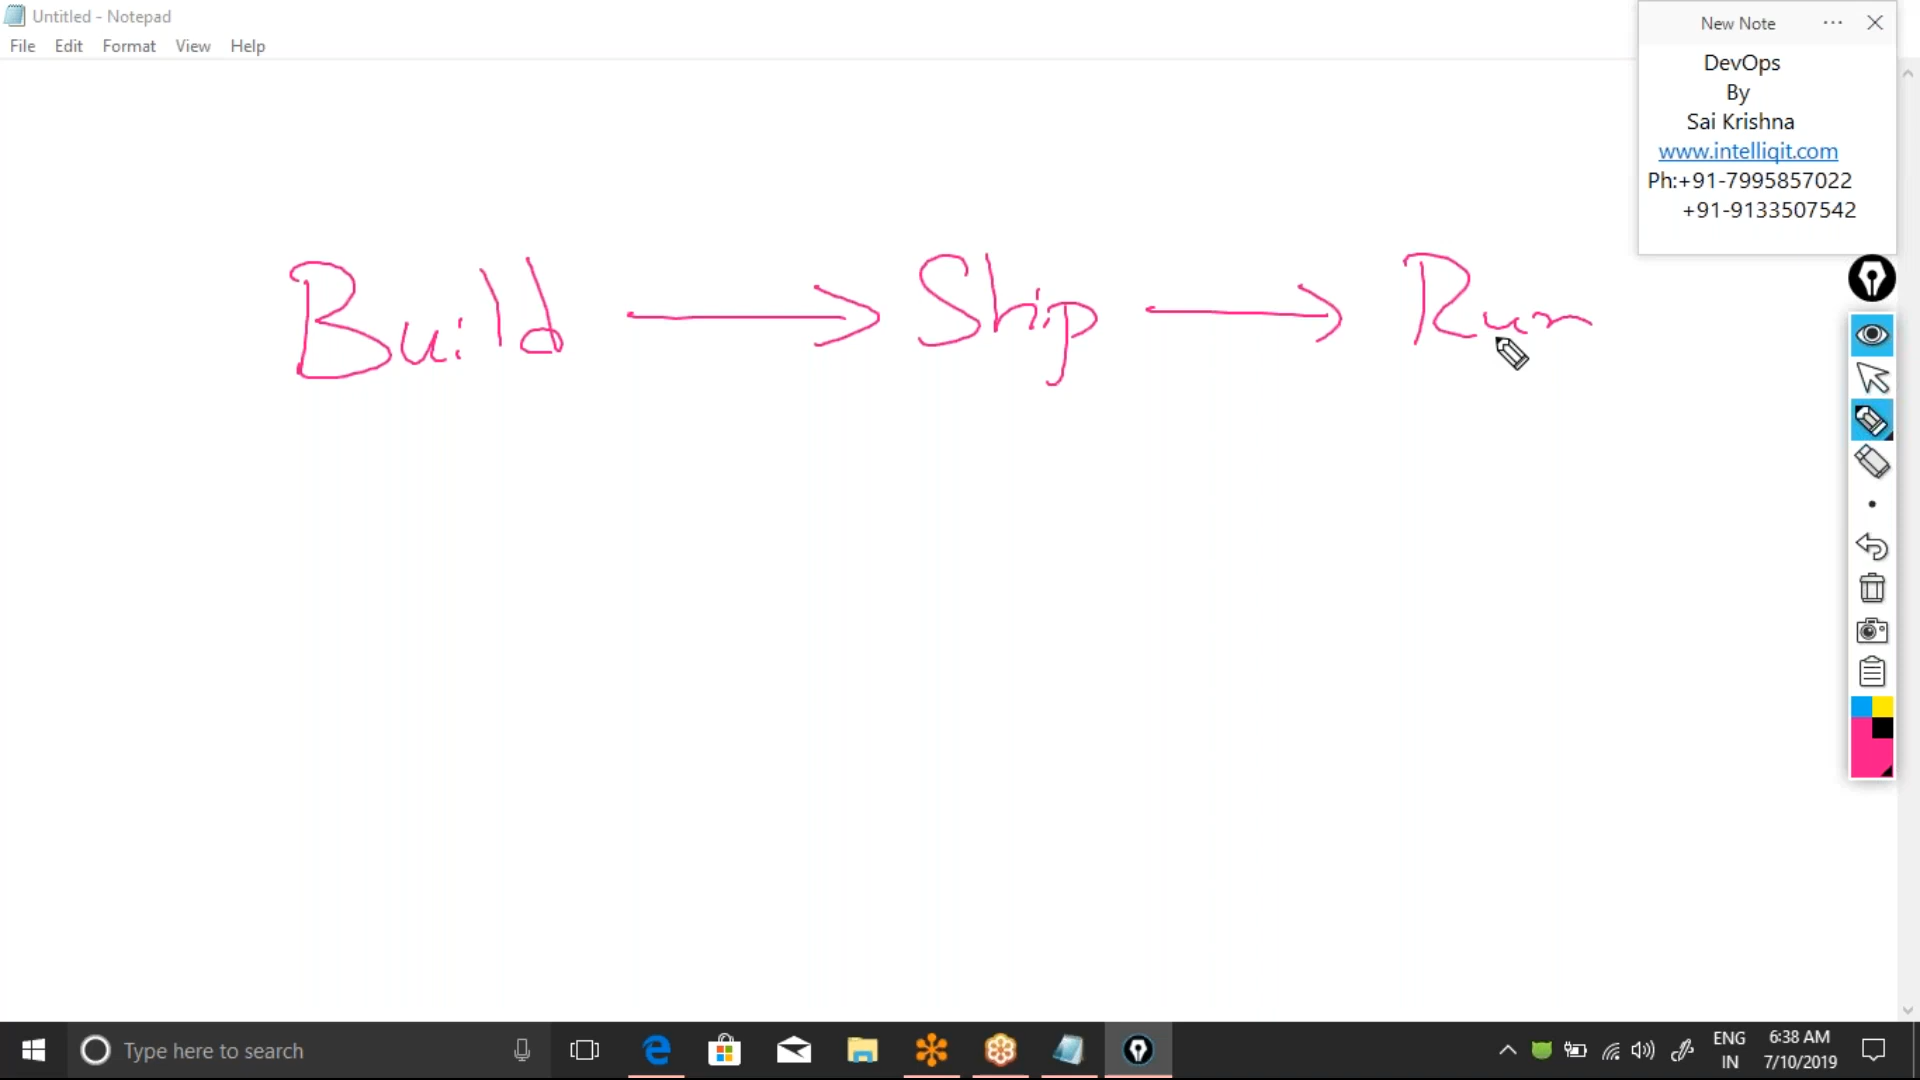 Untitled - Notepad
File Edit Format View Help
New Note
DevOps
By
Sai Krishna
www.intelliqit.com
Ph:+91-7995857022
+91-9133507542
Build → Ship → Run
Type here to search
ENG
IN
6:38 AM
7/10/2019